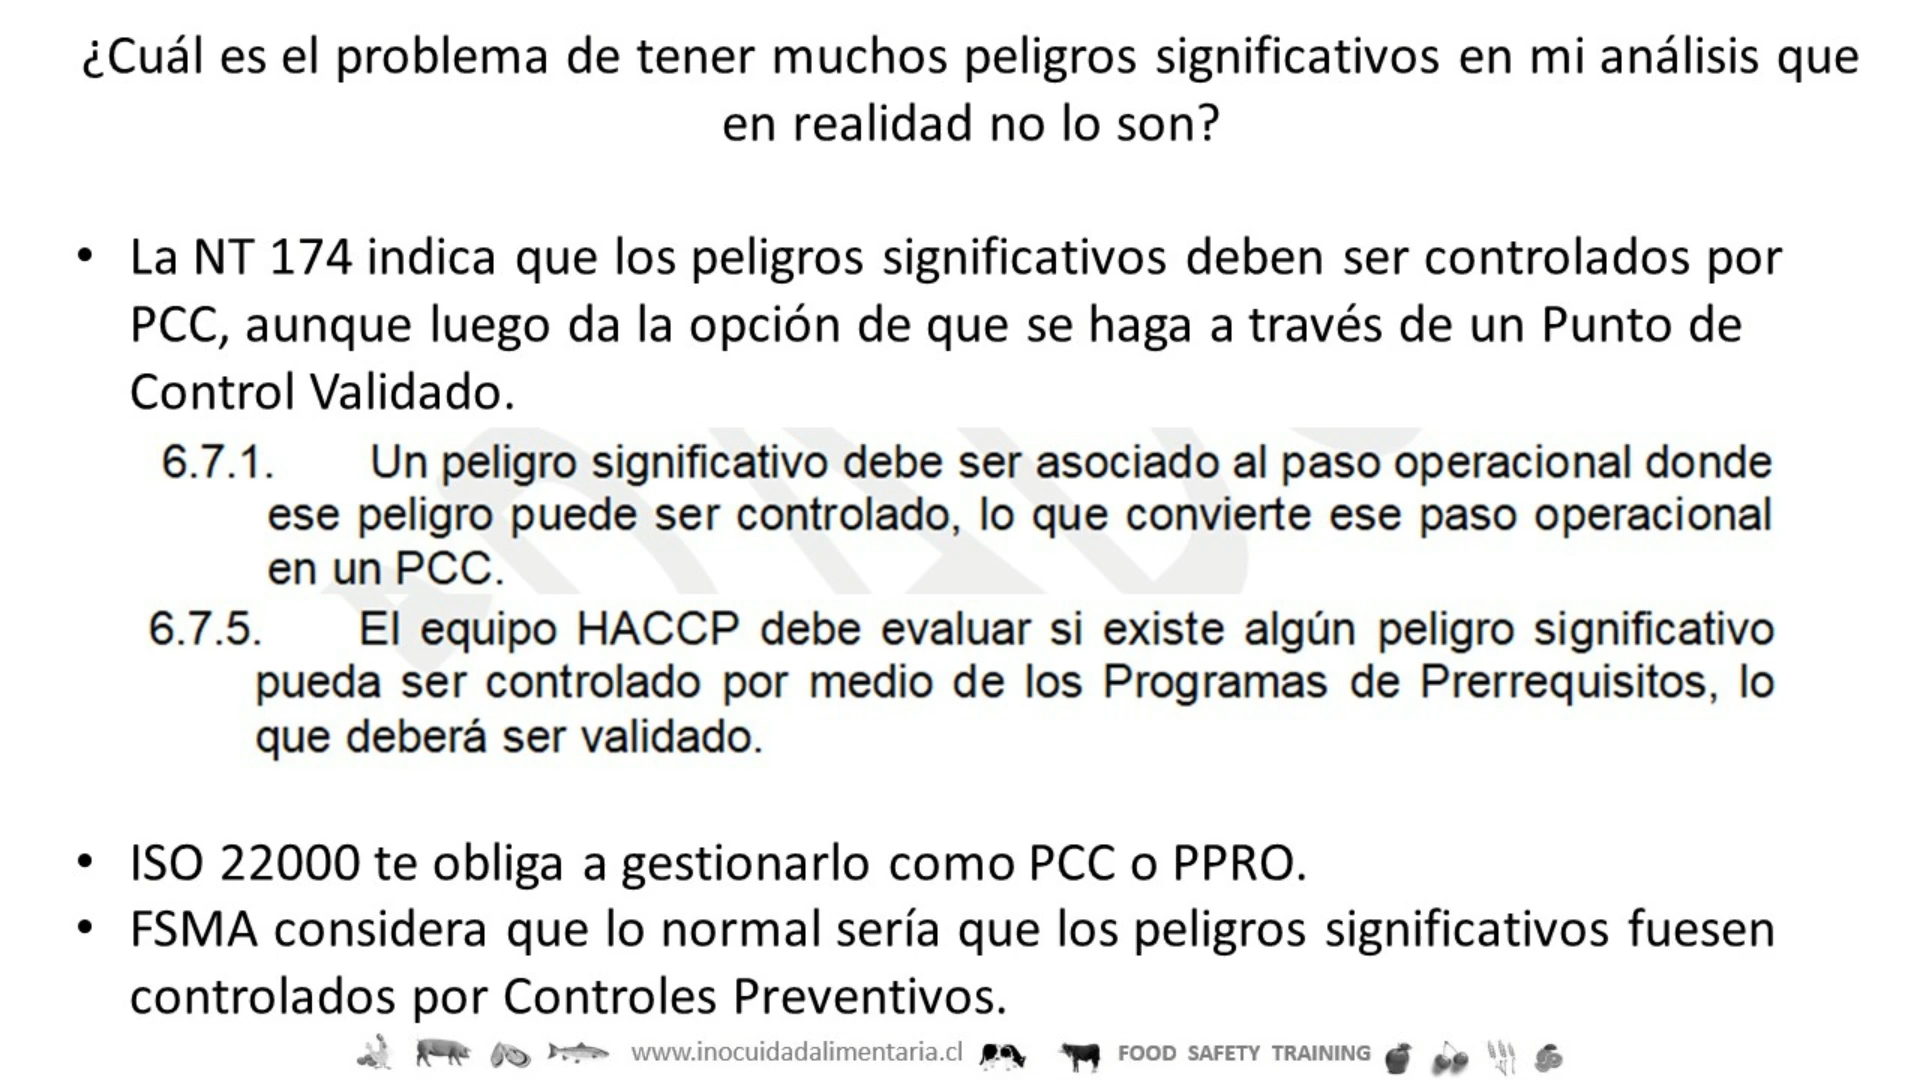 ¿Cuál es el problema de tener muchos peligros significativos en mi análisis que
en realidad no lo son?
• La NT 174 indica que los peligros significativos deben ser controlados por
PCC, aunque luego da la opción de que se haga a través de un Punto de
Control Validado.
6.7.1. Un peligro significativo debe ser asociado al paso operacional donde
ese peligro puede ser controlado, lo que convierte ese paso operacional
en un PCC.
6.7.5. El equipo HACCP debe evaluar si existe algún peligro significativo
pueda ser controlado por medio de los Programas de Prerrequisitos, lo
que deberá ser validado.
• ISO 22000 te obliga a gestionarlo como PCC o PPRO.
• FSMA considera que lo normal sería que los peligros significativos fuesen
controlados por Controles Preventivos.
www.inocuidadalimentaria.cl FOOD SAFETY TRAINING